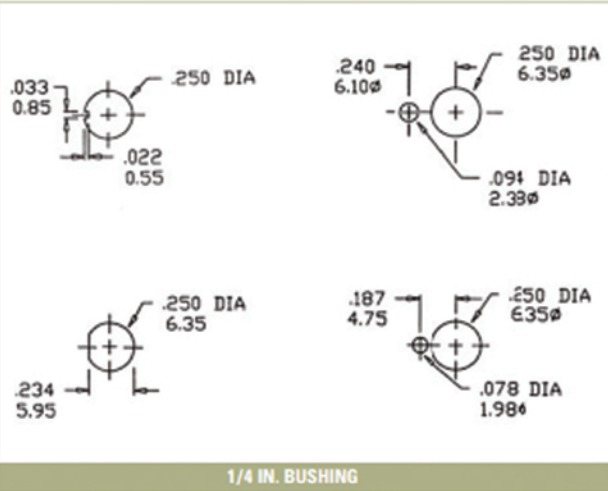 .033
0.85
.250 DIA
.022
0.55
.240
6.10ø
.250 DIA
6.35ø
DIA
2.39ø
.250 DIA
6.35
.234
5.95
.187
4.75
.250 DIA
6.35ø
.078 DIA
1.98ø
1/4 IN. BUSHING